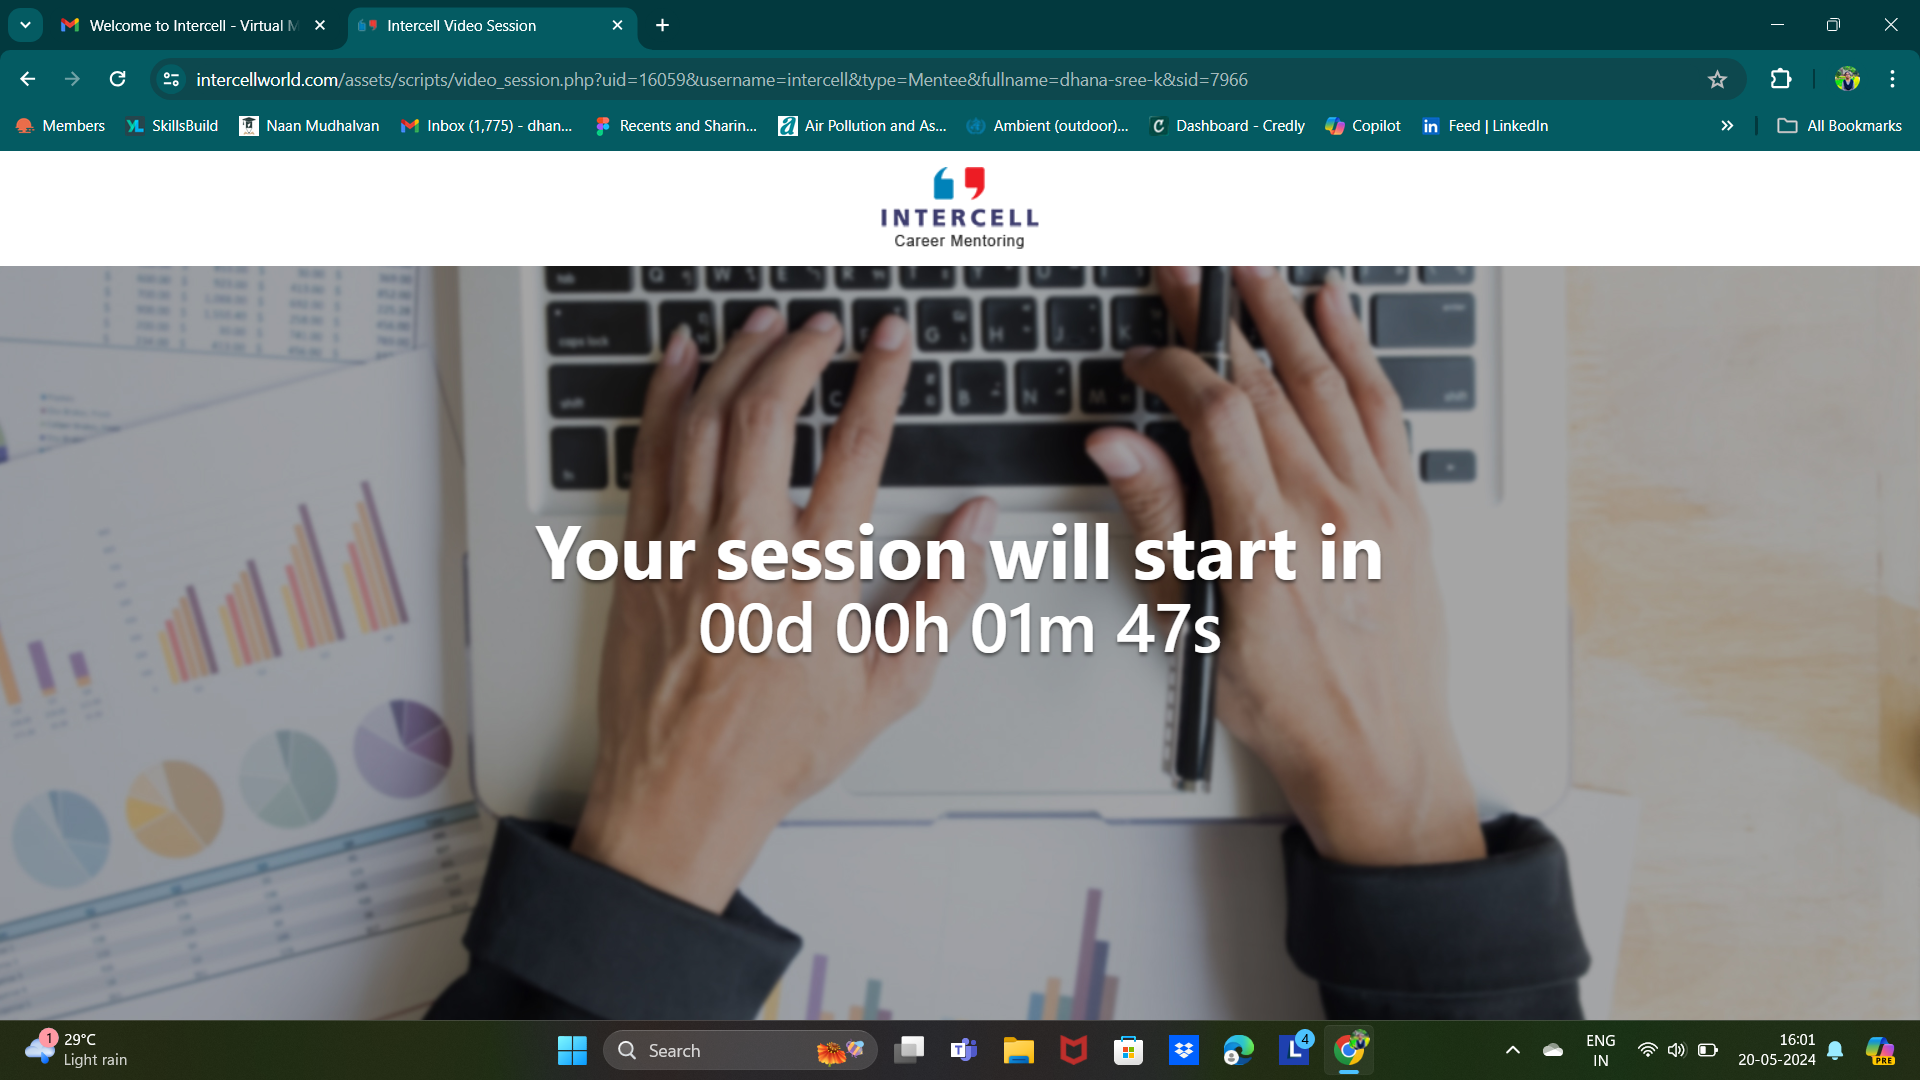 Welcome to Intercell - Virtual M
Intercell Video Session
intercellworld.com/assets/scripts/video_session.php?uid=16059&username=intercell&type=Mentee&fullname=dhana-sree-k&sid=7966
Members
SkillsBuild
Naan Mudhalvan
Inbox (1,775) - dhan...
Recents and Sharin...
Air Pollution and As...
Ambient (outdoor)...
Dashboard - Credly
Copilot
Feed | LinkedIn
All Bookmarks
INTERCELL
Career Mentoring
Your session will start in
00d 00h 01m 47s
1
29°C
Light rain
Search
4
ENG
IN
16:01
20-05-2024
PRE